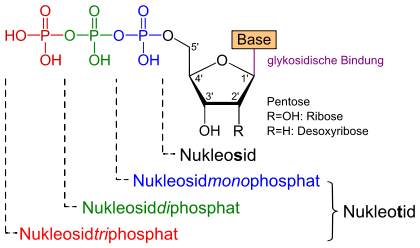 O O O
HO P O P O P O
OH OH OH
5'
Base
O
glykosidische Bindung
4' 1'
3' 2'
OH R
Pentose
R=OH: Ribose
R=H: Desoxyribose
Nukleosid
Nukleosidmonophosphat
Nukleosiddiphosphat
Nukleotid
Nukleosidtriphosphat